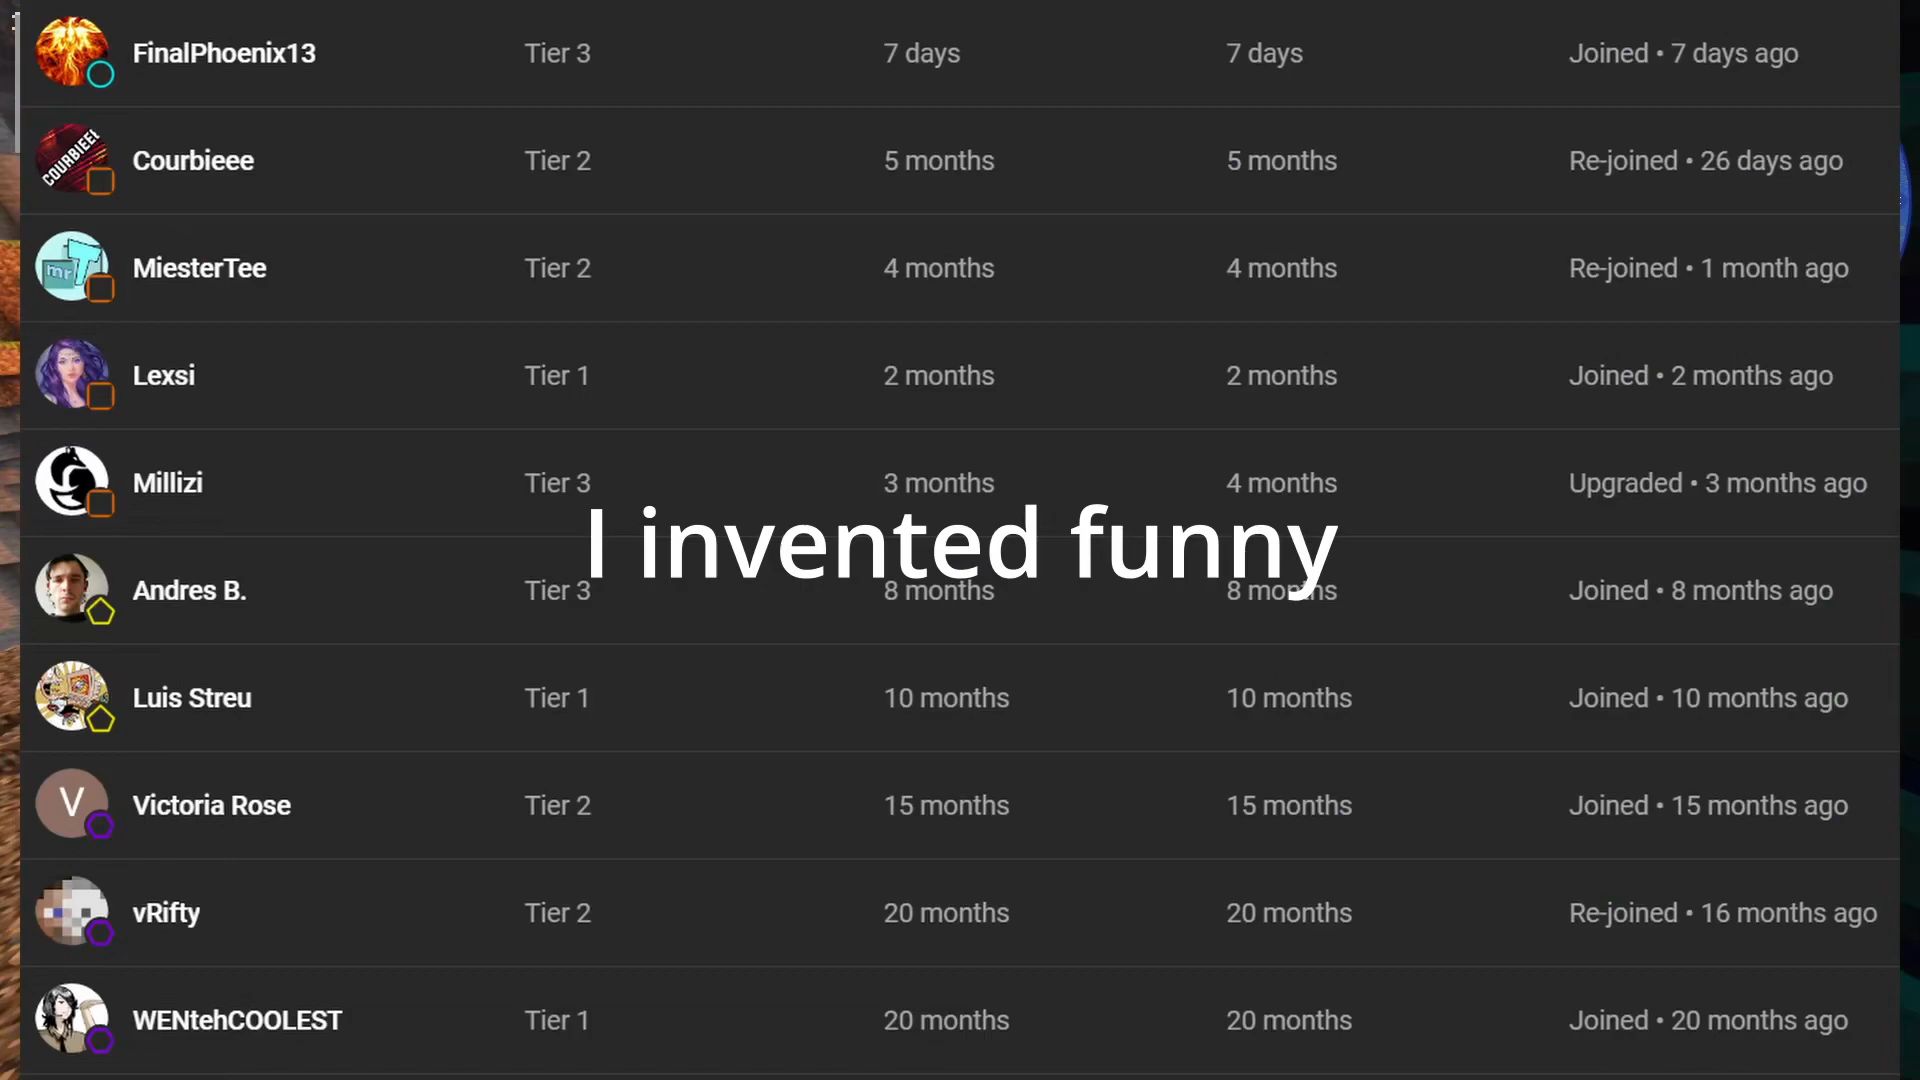 FinalPhoenix13 Tier 3 7 days 7 days Joined • 7 days ago
COURBIEEE
Courbieee Tier 2 5 months 5 months Re-joined • 26 days ago
mr T
MiesterTee Tier 2 4 months 4 months Re-joined • 1 month ago
Lexsi Tier 1 2 months 2 months Joined • 2 months ago
Millizi Tier 3 3 months 4 months Upgraded • 3 months ago
I invented funny
Andres B. Tier 3 8 months 8 months Joined • 8 months ago
Luis Streu Tier 1 10 months 10 months Joined • 10 months ago
V
Victoria Rose Tier 2 15 months 15 months Joined • 15 months ago
vRifty Tier 2 20 months 20 months Re-joined • 16 months ago
WENtehCOOLEST Tier 1 20 months 20 months Joined • 20 months ago